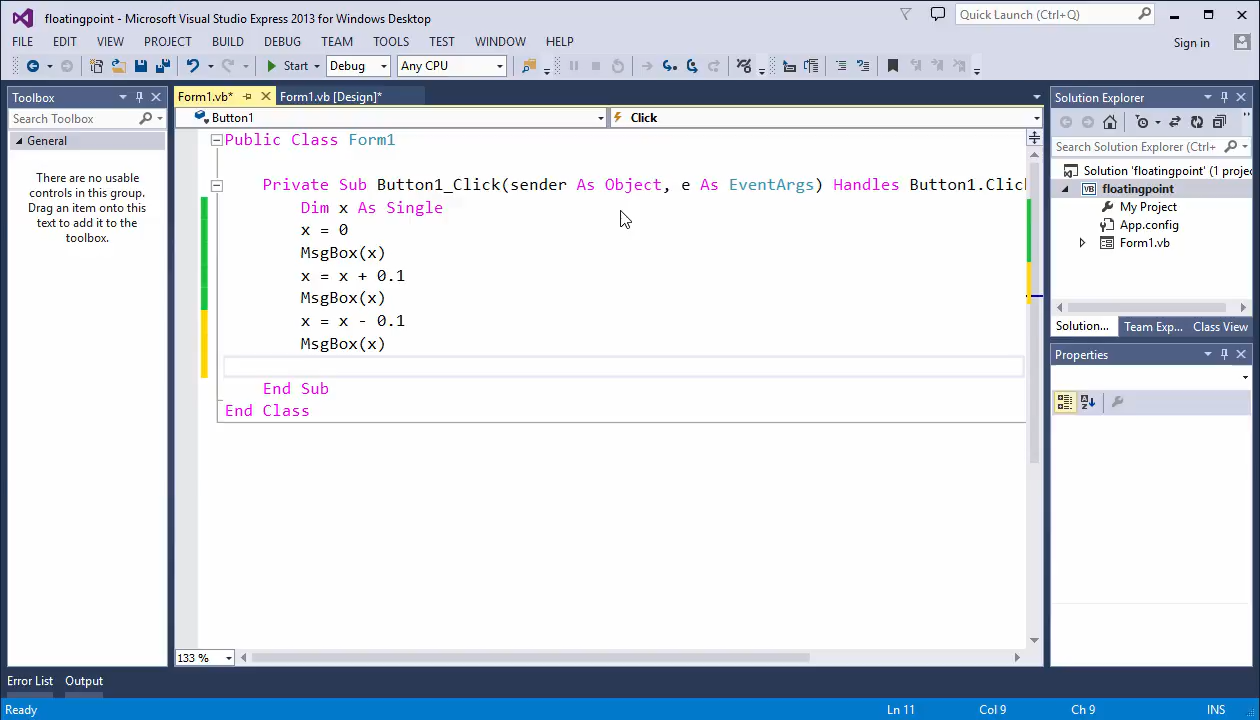 floatingpoint - Microsoft Visual Studio Express 2013 for Windows Desktop
Quick Launch (Ctrl+Q)
FILE EDIT VIEW PROJECT BUILD DEBUG TEAM TOOLS TEST WINDOW HELP
Sign in
Start Debug Any CPU
Toolbox
Search Toolbox
General
There are no usable
controls in this group.
Drag an item onto this
text to add it to the
toolbox.
Form1.vb* Form1.vb [Design]*
Button1 Click
Public Class Form1
Private Sub Button1_Click(sender As Object, e As EventArgs) Handles Button1.Click
Dim x As Single
x = 0
MsgBox(x)
x = x + 0.1
MsgBox(x)
x = x - 0.1
MsgBox(x)
End Sub
End Class
133 %
Solution Explorer
Search Solution Explorer (Ctrl+
Solution 'floatingpoint' (1 projec
floatingpoint
My Project
App.config
Form1.vb
Solution... Team Exp... Class View
Properties
Error List Output
Ready Ln 11 Col 9 Ch 9 INS